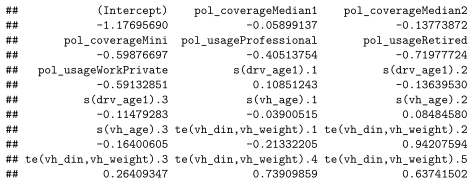 ##               (Intercept)       pol_coverageMedian1       pol_coverageMedian2
##               -1.17695690               -0.05899137               -0.13773872
##          pol_coverageMini     pol_usageProfessional          pol_usageRetired
##               -0.59876697               -0.40513754               -0.71977724
##     pol_usageWorkPrivate             s(drv_age1).1             s(drv_age1).2
##               -0.59132851                0.10851243               -0.13639530
##             s(drv_age1).3               s(vh_age).1               s(vh_age).2
##               -0.11479283               -0.03900515                0.08484580
##               s(vh_age).3   te(vh_din,vh_weight).1   te(vh_din,vh_weight).2
##               -0.16400605               -0.21332205                0.94207594
##   te(vh_din,vh_weight).3   te(vh_din,vh_weight).4   te(vh_din,vh_weight).5
##                0.26409347                0.73909859                0.63741502